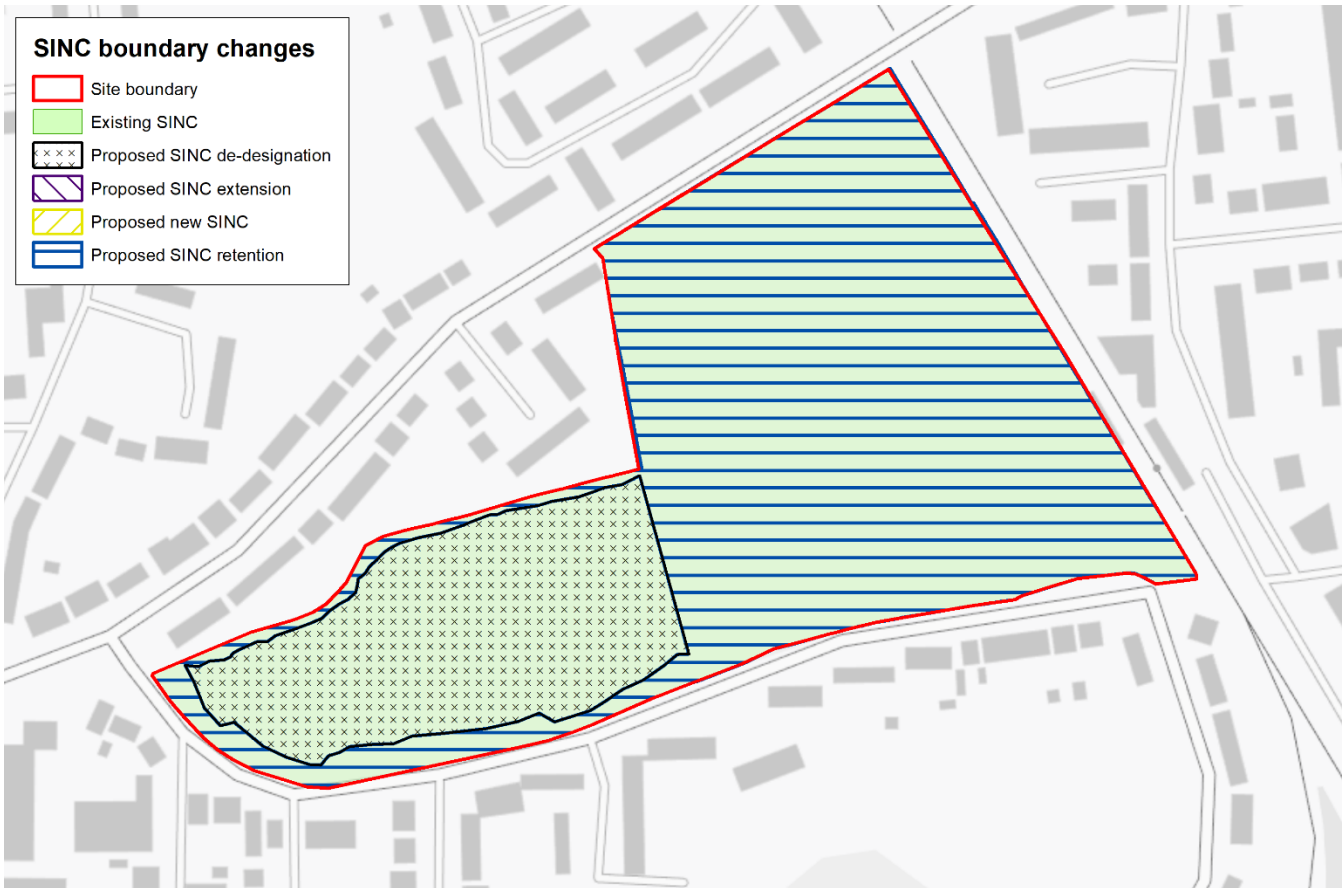 SINC boundary changes
Site boundary
Existing SINC
Proposed SINC de-designation
Proposed SINC extension
Proposed new SINC
Proposed SINC retention